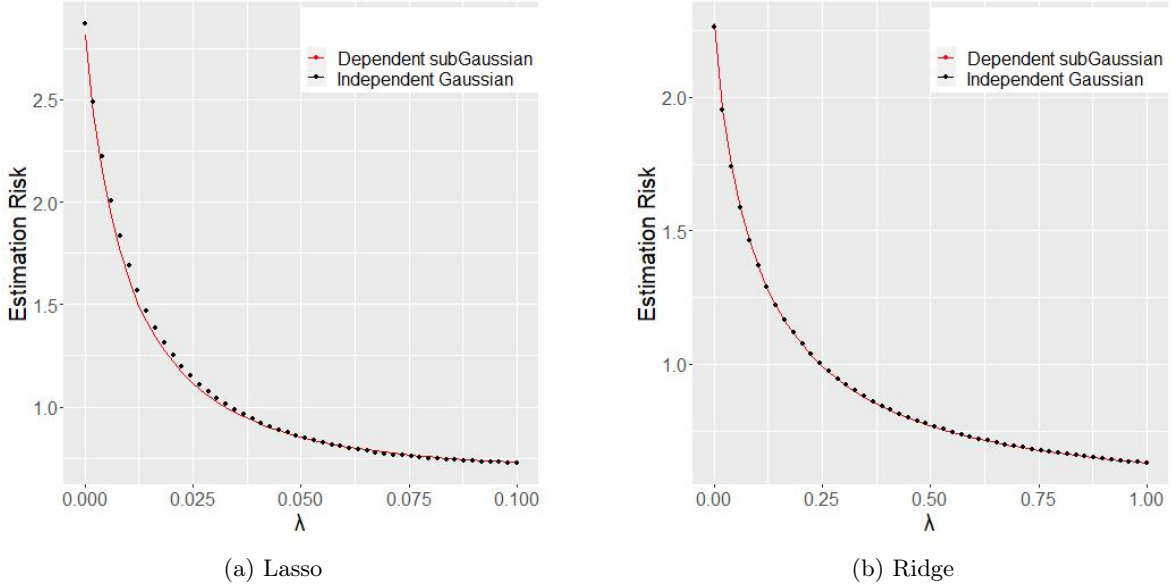 Dependent subGaussian
Independent Gaussian
Estimation Risk
2.5
2.0
1.5
1.0
0.000 0.025 0.050 0.075 0.100
λ
(a) Lasso
Dependent subGaussian
Independent Gaussian
Estimation Risk
2.0
1.5
1.0
0.00 0.25 0.50 0.75 1.00
λ
(b) Ridge